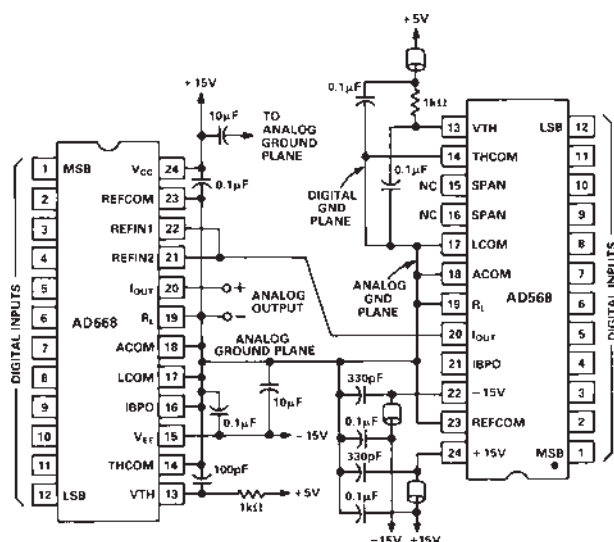 +5V
0.1µF
1kΩ
+15V
10µF
TO
ANALOG
GROUND
PLANE
0.1µF
0.1µF
DIGITAL
GND
PLANE
ANALOG
GND
PLANE
DIGITAL INPUTS
AD668
1 MSB
2
3
4
5
6
7
8
9
10
11
12 LSB
VCC 24
REFCOM 23
REFIN1 22
REFIN2 21
IOUT 20
RL 19
ACOM 18
LCOM 17
IBPO 16
VEE 15
THCOM 14
VTH 13
+
ANALOG
OUTPUT
−
ANALOG
GROUND PLANE
0.1µF
10µF
−15V
100pF
1kΩ
+5V
330pF
0.1µF
330pF
0.1µF
−15V +15V
13 VTH
14 THCOM
NC 15 SPAN
NC 16 SPAN
17 LCOM
18 ACOM
19 RL
20 IOUT
21 IBPO
22 −15V
23 REFCOM
24 +15V
AD568
LSB 12
11
10
9
8
7
6
5
4
3
2
MSB 1
DIGITAL INPUTS